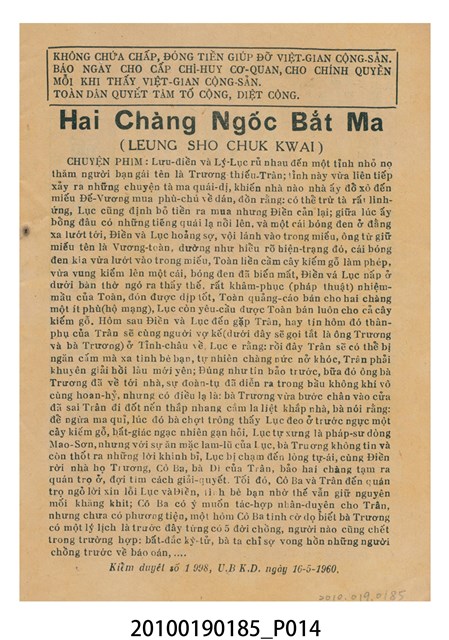 KHÔNG CHỨA CHẤP, ĐÓNG TIỀN GIÚP ĐỠ VIỆT-GIAN CỘNG-SẢN.
BÁO NGAY CHO CẤP CHỈ-HUY CƠ-QUAN, CHO CHÍNH QUYỀN
MỖI KHI THẤY VIỆT-GIAN CỘNG-SẢN.
TOÀN DÂN QUYẾT TÂM TỐ CỘNG, DIỆT CỘNG.
Hai Chàng Ngốc Bắt Ma
(LEUNG SHO CHUK KWAI)
CHUYỆN PHIM : Lưu-điền và Lý-Lục rủ nhau đến một tỉnh nhỏ nọ
thăm người bạn gái tên là Trương thiếu-Trân; tỉnh này vừa liên tiếp
xảy ra những chuyện tà ma quái-dị, khiến nhà nào nhà ấy đồ xô đến
miếu Đế-Vương mua phù-chú về dán, đồn rằng: có thể trừ tà rất linh-
ứng, Lục cũng định bỏ tiền ra mua nhưng Điền cản lại; giữa lúc ấy
bỗng đâu có những tiếng quái lạ nồi lên, và một cái bóng đen ở đằng
xa lướt tới, Điền và Lục hoảng sợ, vội lánh vào trong miếu, ông từ giữ
miếu tên là Vương-toàn, dường như hiều rõ hiện-trạng đó, cái bóng
đen kia vừa lướt vào trong miếu, Toàn liền cầm cây kiếm gỗ làm phép,
vừa vung kiếm lên một cái, bóng đen đã biến mất, Điền và Lục nấp ở
dưới bàn thờ ngó ra thấy thế, rất khâm-phục (pháp thuật) nhiệm-
mầu của Toàn, đón được dịp tốt, Toàn quảng-cáo bán cho hai chàng
một ít phù(hộ mạng), Lục còn yêu-cầu được Toàn bán luôn cho cả cây
kiếm gỗ. Hôm sau Điền và Lục đến gặp Trân, hay tin hôm đó thân-
phụ của Trân sẽ cùng người vợ kế(dưới đây sẽ gọi tắt là ông Trương
và bà Trương) ở Tỉnh-châu về. Lục e rằng: rồi đây Trân sẽ có thể bị
ngăn cấm mà xa tình bè bạn, tự nhiên chàng nức nở khóc, Trân phải
khuyên giải hồi lâu mới yên; Đúng như tin báo trước, bữa đó ông bà
Trương đã về tới nhà, sự đoàn-tụ đã diễn ra trong bầu không khí vô
cùng hoan-hỷ, nhưng có điều lạ là: bà Trương vừa bước chân vào cửa
đã sai Trân đi đốt nến thắp nhang cắm la liệt khắp nhà, bà nói rằng:
để ngừa ma quỉ, lúc đó bà chợt trông thấy Lục đeo ở trước ngực một
cây kiếm gỗ, bất-giác ngạc nhiên gạn hỏi, Lục tự xưng là pháp-sư dòng
Mao-Sơn, nhưng với sự ăn mặc lam-lũ của Lục, bà Trương không tin và
còn thốt ra những lời khinh bỉ, Lục bị chạm đến lòng tự-ái, cùng Điền
rời nhà họ Trương, Cô Ba, bà Dì của Trân, bảo hai chàng tạm ra
quán trọ ở, đợi tìm cách giải-quyết. Tối đó, Cô Ba và Trân đến quán
trọ ngỏ lời xin lỗi Lục và Điền, tình bè bạn nhờ thế vẫn giữ nguyên
mối khăng khít; Cô Ba có ý muốn tác-hợp nhân-duyên cho Trân,
nhưng chưa có phương tiện, một hôm Cô Ba tình cờ dọ biết bà Trương
có một lý lịch là trước đây từng có 5 đời chồng, người nào cũng chết
trong trường hợp: bất-đắc kỳ-tử, bà ta chỉ sợ vong hồn những người
chồng trước về báo oán, ....
Kiểm duyệt số 1 998, U.B K.D. ngày 16-5-1960.
2010.019.0185
20100190185_P014